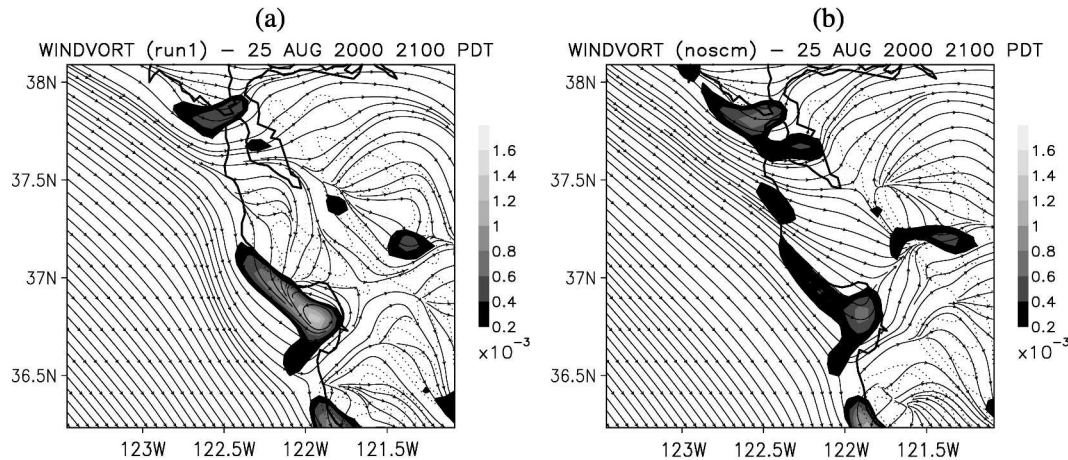 (a)
WINDVORT (run1) – 25 AUG 2000 2100 PDT
38N
37.5N
37N
36.5N
123W
122.5W
122W
121.5W
1.6
1.4
1.2
1
0.8
0.6
0.4
0.2
×10⁻³
(b)
WINDVORT (noscm) – 25 AUG 2000 2100 PDT
38N
37.5N
37N
36.5N
123W
122.5W
122W
121.5W
1.6
1.4
1.2
1
0.8
0.6
0.4
0.2
×10⁻³